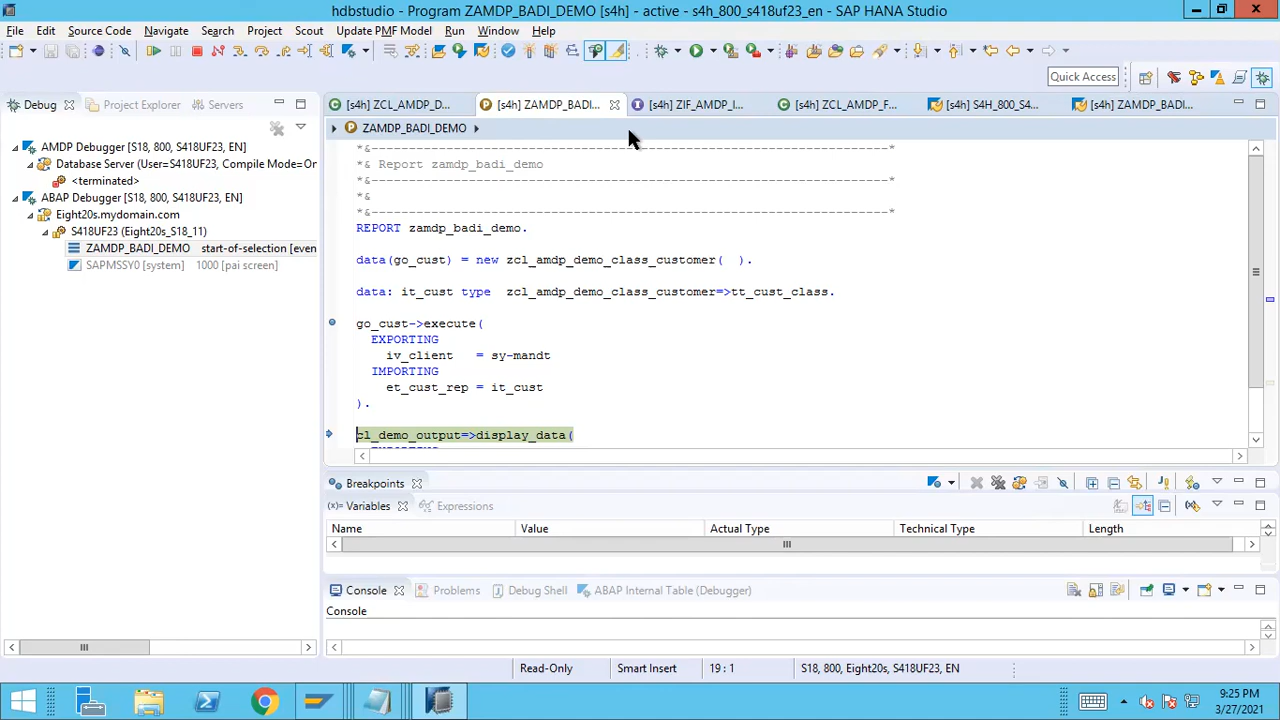 hdbstudio - Program ZAMDP_BADI_DEMO [s4h] - active - s4h_800_s418uf23_en - SAP HANA Studio
File Edit Source Code Navigate Search Project Scout Update PMF Model Run Window Help
Quick Access
Debug Project Explorer Servers
[s4h] ZCL_AMDP_D... [s4h] ZAMDP_BADI... [s4h] ZIF_AMDP_I... [s4h] ZCL_AMDP_F... [s4h] S4H_800_S4... [s4h] ZAMDP_BAD...
ZAMDP_BADI_DEMO
AMDP Debugger [S18, 800, S418UF23, EN]
Database Server (User=S418UF23, Compile Mode=On
<terminated>
ABAP Debugger [S18, 800, S418UF23, EN]
Eight20s.mydomain.com
S418UF23 (Eight20s_S18_11)
ZAMDP_BADI_DEMO start-of-selection [even
SAPMSSY0 [system] 1000 [pai screen]
*&---------------------------------------------------------------------*
*& Report zamdp_badi_demo
*&---------------------------------------------------------------------*
*&
*&---------------------------------------------------------------------*
REPORT zamdp_badi_demo.
data(go_cust) = new zcl_amdp_demo_class_customer(  ).
data: it_cust type  zcl_amdp_demo_class_customer=>tt_cust_class.
go_cust->execute(
EXPORTING
iv_client   = sy-mandt
IMPORTING
et_cust_rep = it_cust
).
cl_demo_output=>display_data(
Breakpoints
(x)= Variables Expressions
Name Value Actual Type Technical Type Length
Console Problems Debug Shell ABAP Internal Table (Debugger)
Console
Read-Only Smart Insert 19 : 1 S18, 800, Eight20s, S418UF23, EN
9:25 PM
3/27/2021